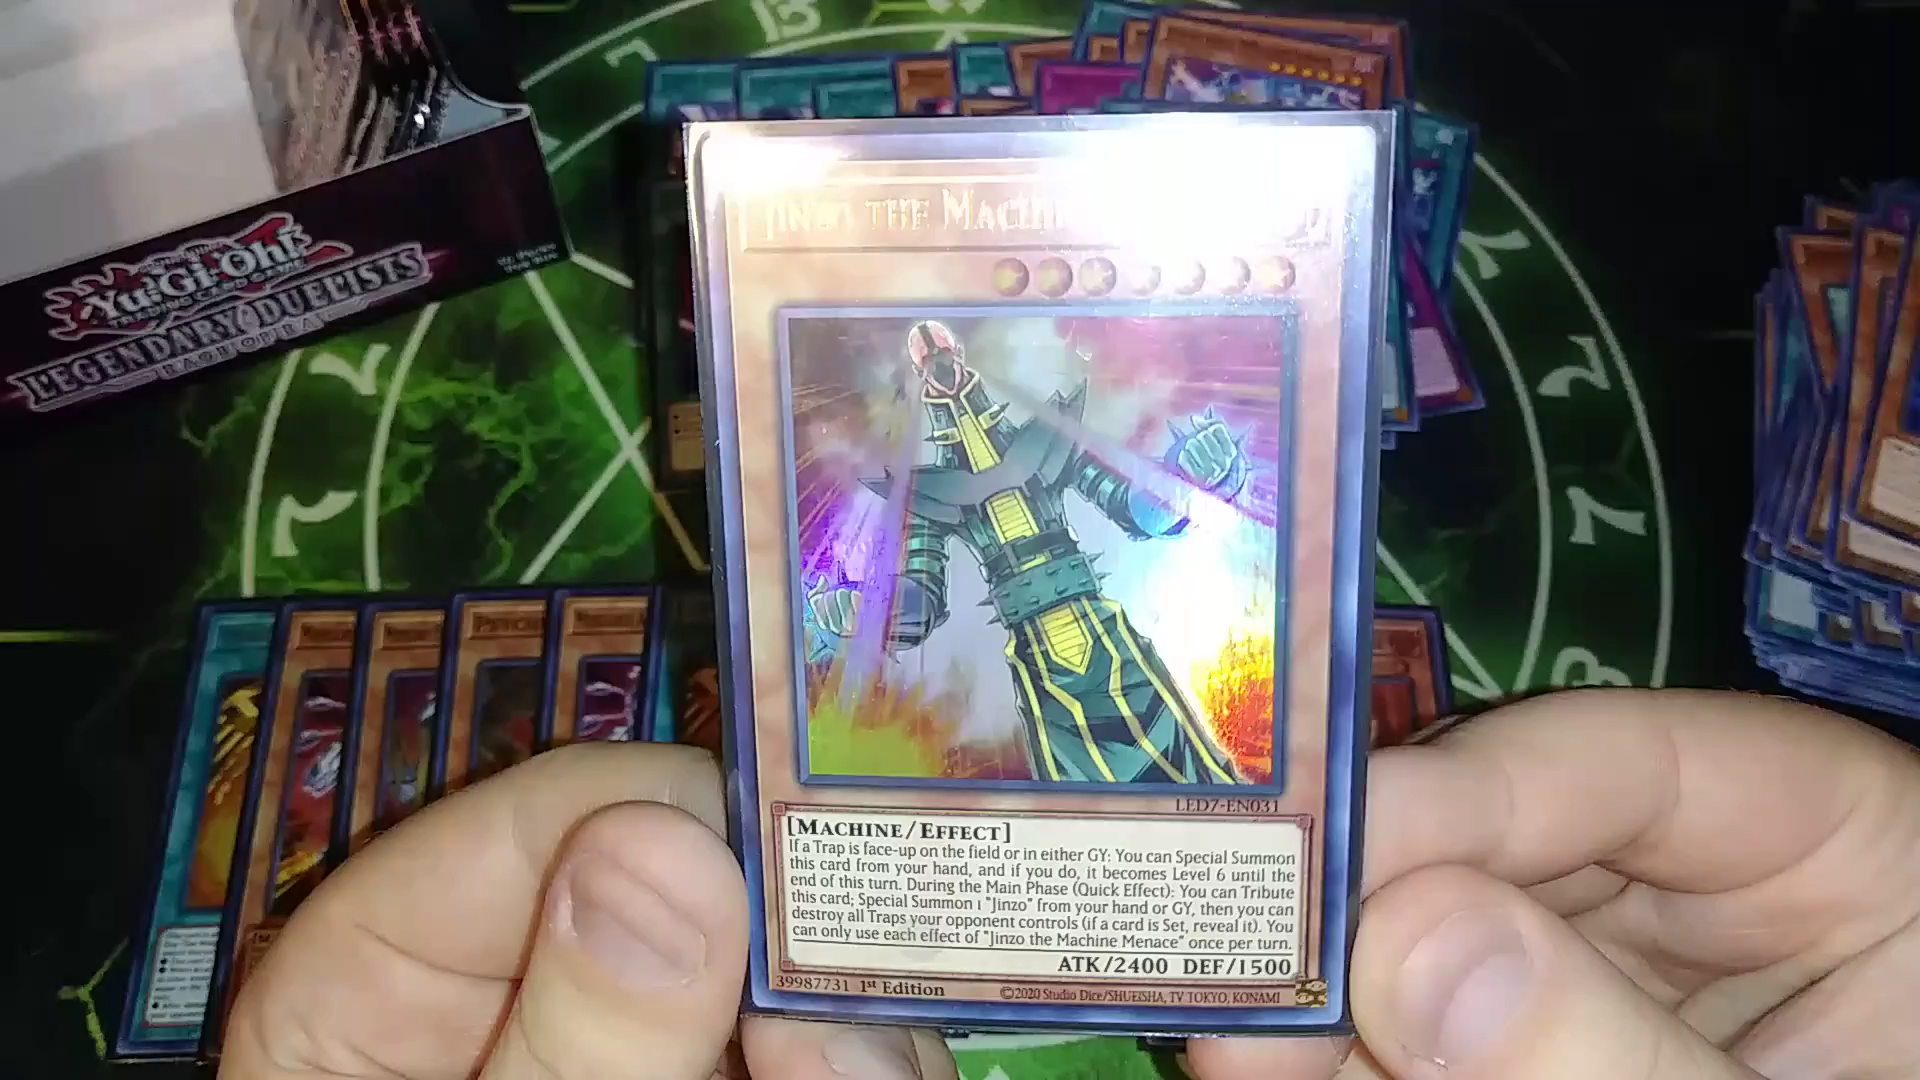 Yu-Gi-Oh!
TRADING CARD GAME
LEGENDARY DUELISTS
RAGE OF RA
JINZO THE MACHIN
LED7-EN031
[MACHINE/EFFECT]
If a Trap is face-up on the field or in either GY: You can Special Summon
this card from your hand, and if you do, it becomes Level 6 until the
end of this turn. During the Main Phase (Quick Effect): You can Tribute
this card; Special Summon 1 "Jinzo" from your hand or GY, then you can
destroy all Traps your opponent controls (if a card is Set, reveal it). You
can only use each effect of "Jinzo the Machine Menace" once per turn.
ATK/2400 DEF/1500
39987731 1st Edition
©2020 Studio Dice/SHUEISHA, TV TOKYO, KONAMI